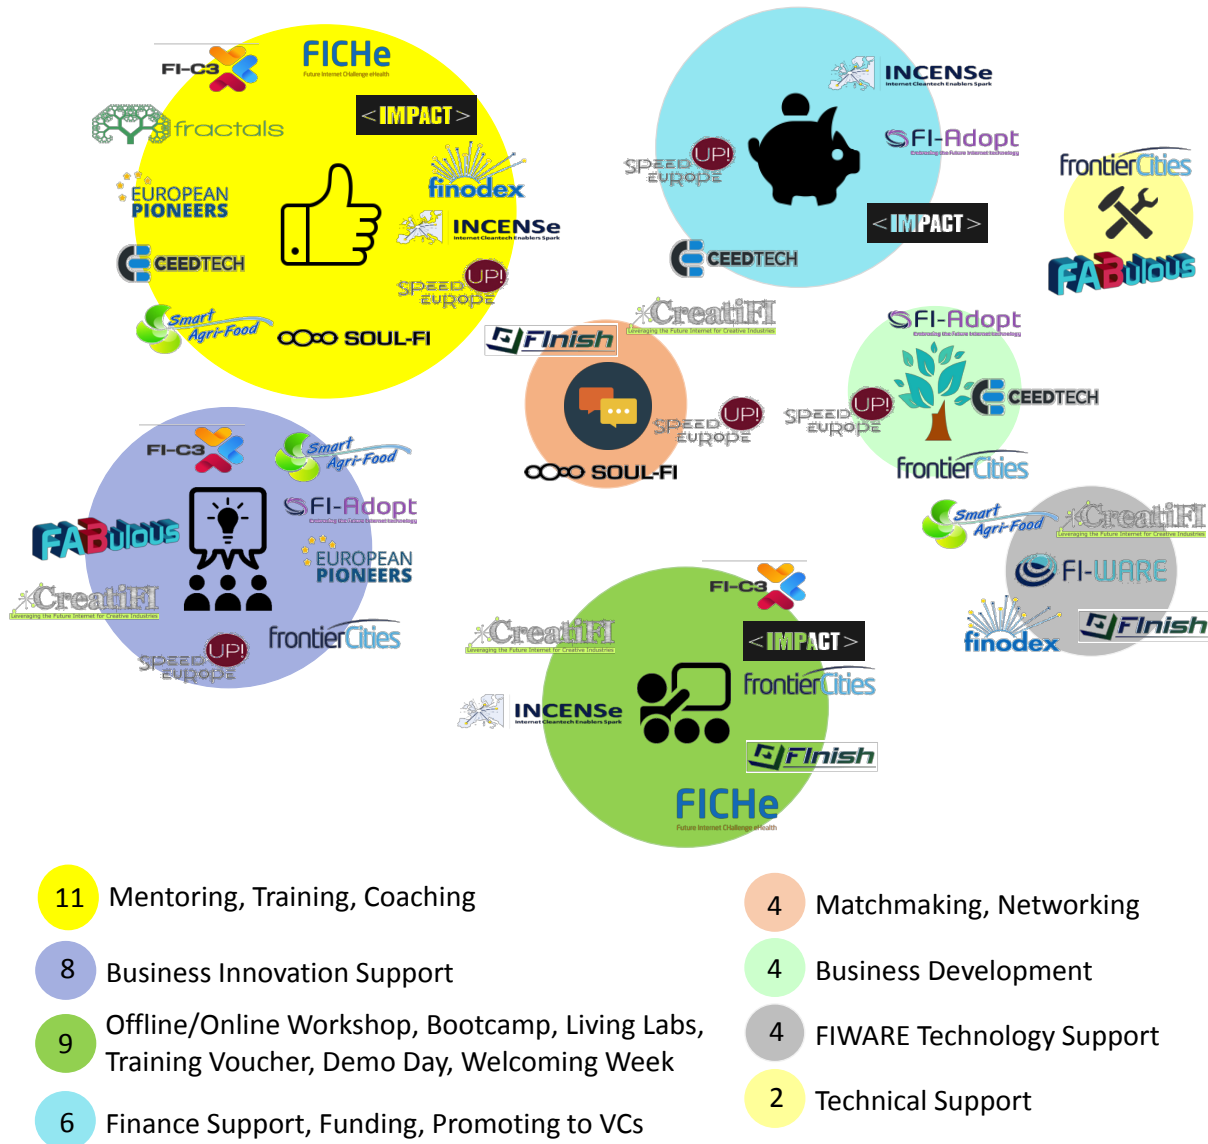 FI-C3
FICHe
Future Internet CHallenge eHealth
fractals
<IMPACT>
EUROPEAN
PIONEERS
finodex
INCENSe
Internet Cleantech Enablers Spark
CEEDTECH
SPEED UP!
EUROPE
Smart
Agri-Food
SOUL-FI
INCENSe
Internet Cleantech Enablers Spark
FI-Adopt
Embracing the Future Internet technology
SPEED UP!
EUROPE
<IMPACT>
CEEDTECH
frontierCities
FABulous
CreatiFI
Leveraging the Future Internet for Creative Industries
FInish
SPEED UP!
EUROPE
SOUL-FI
FI-Adopt
Embracing the Future Internet technology
CEEDTECH
SPEED UP!
EUROPE
frontierCities
FI-C3
Smart
Agri-Food
FI-Adopt
Embracing the Future Internet technology
FABulous
EUROPEAN
PIONEERS
CreatiFI
Leveraging the Future Internet for Creative Industries
frontierCities
SPEED UP!
EUROPE
Smart
Agri-Food
CreatiFI
Leveraging the Future Internet for Creative Industries
FI-WARE
finodex
FInish
FI-C3
CreatiFI
Leveraging the Future Internet for Creative Industries
<IMPACT>
frontierCities
INCENSe
Internet Cleantech Enablers Spark
FInish
FICHe
Future Internet CHallenge eHealth
11 Mentoring, Training, Coaching
8 Business Innovation Support
9 Offline/Online Workshop, Bootcamp, Living Labs,
Training Voucher, Demo Day, Welcoming Week
6 Finance Support, Funding, Promoting to VCs
4 Matchmaking, Networking
4 Business Development
4 FIWARE Technology Support
2 Technical Support